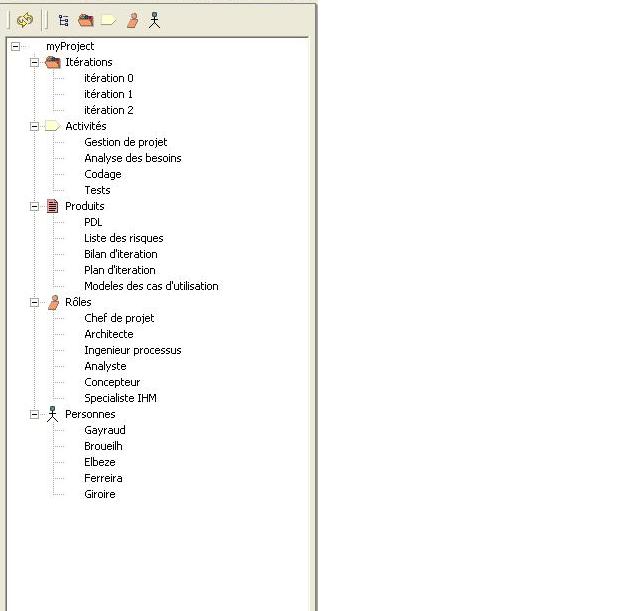 myProject
Itérations
itération 0
itération 1
itération 2
Activités
Gestion de projet
Analyse des besoins
Codage
Tests
Produits
PDL
Liste des risques
Bilan d'iteration
Plan d'iteration
Modeles des cas d'utilisation
Rôles
Chef de projet
Architecte
Ingenieur processus
Analyste
Concepteur
Specialiste IHM
Personnes
Gayraud
Broueilh
Elbeze
Ferreira
Giroire